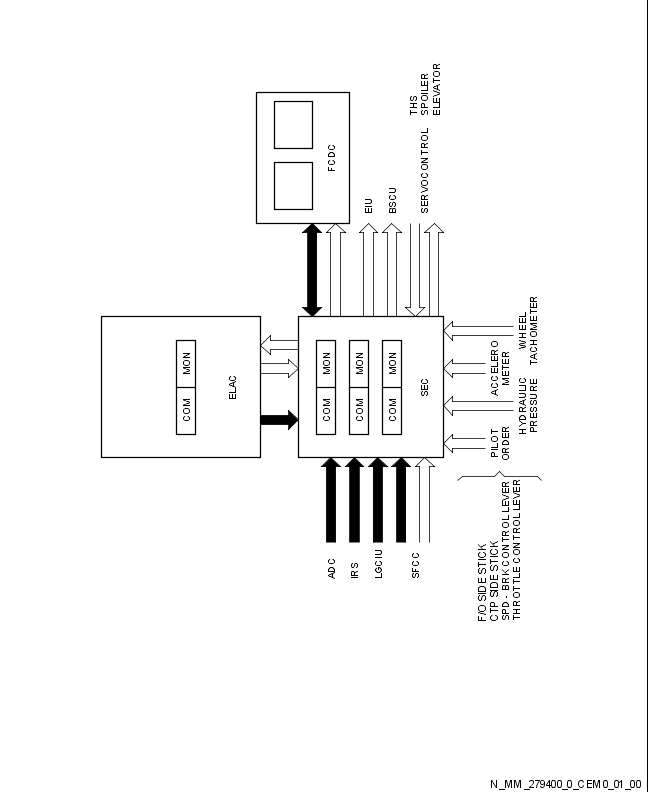 THS
SPOILER
ELEVATOR
SERVOCONTROL
BSCU
EIU
FCDC
ELAC
COM MON
SEC
COM MON
COM MON
COM MON
WHEEL
TACHOMETER
ACCELERO
METER
HYDRAULIC
PRESSURE
PILOT
ORDER
ADC
IRS
LGCIU
SFCC
F/O SIDE STICK
CTP SIDE STICK
SPD - BRK CONTROL LEVER
THROTTLE CONTROL LEVER
N_MM_279400_0_CEM0_01_00